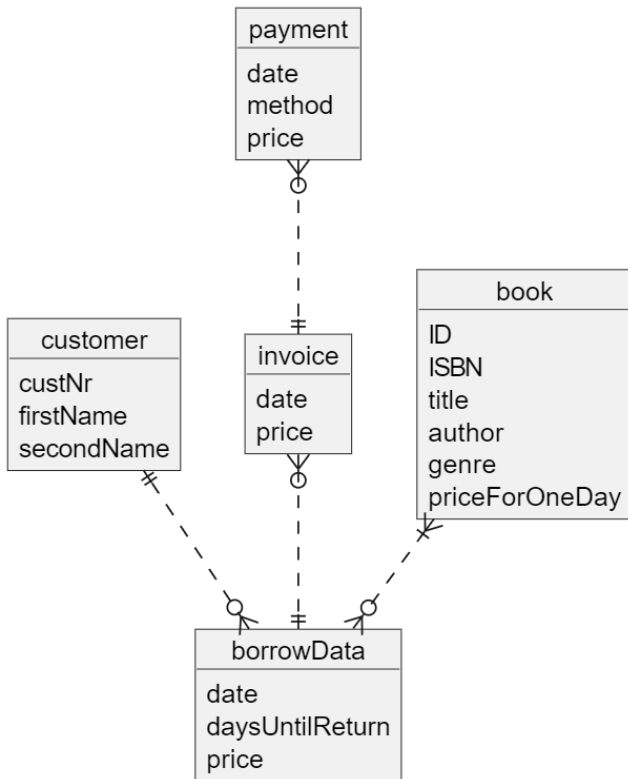 payment
date
method
price
customer
custNr
firstName
secondName
invoice
date
price
book
ID
ISBN
title
author
genre
priceForOneDay
borrowData
date
daysUntilReturn
price